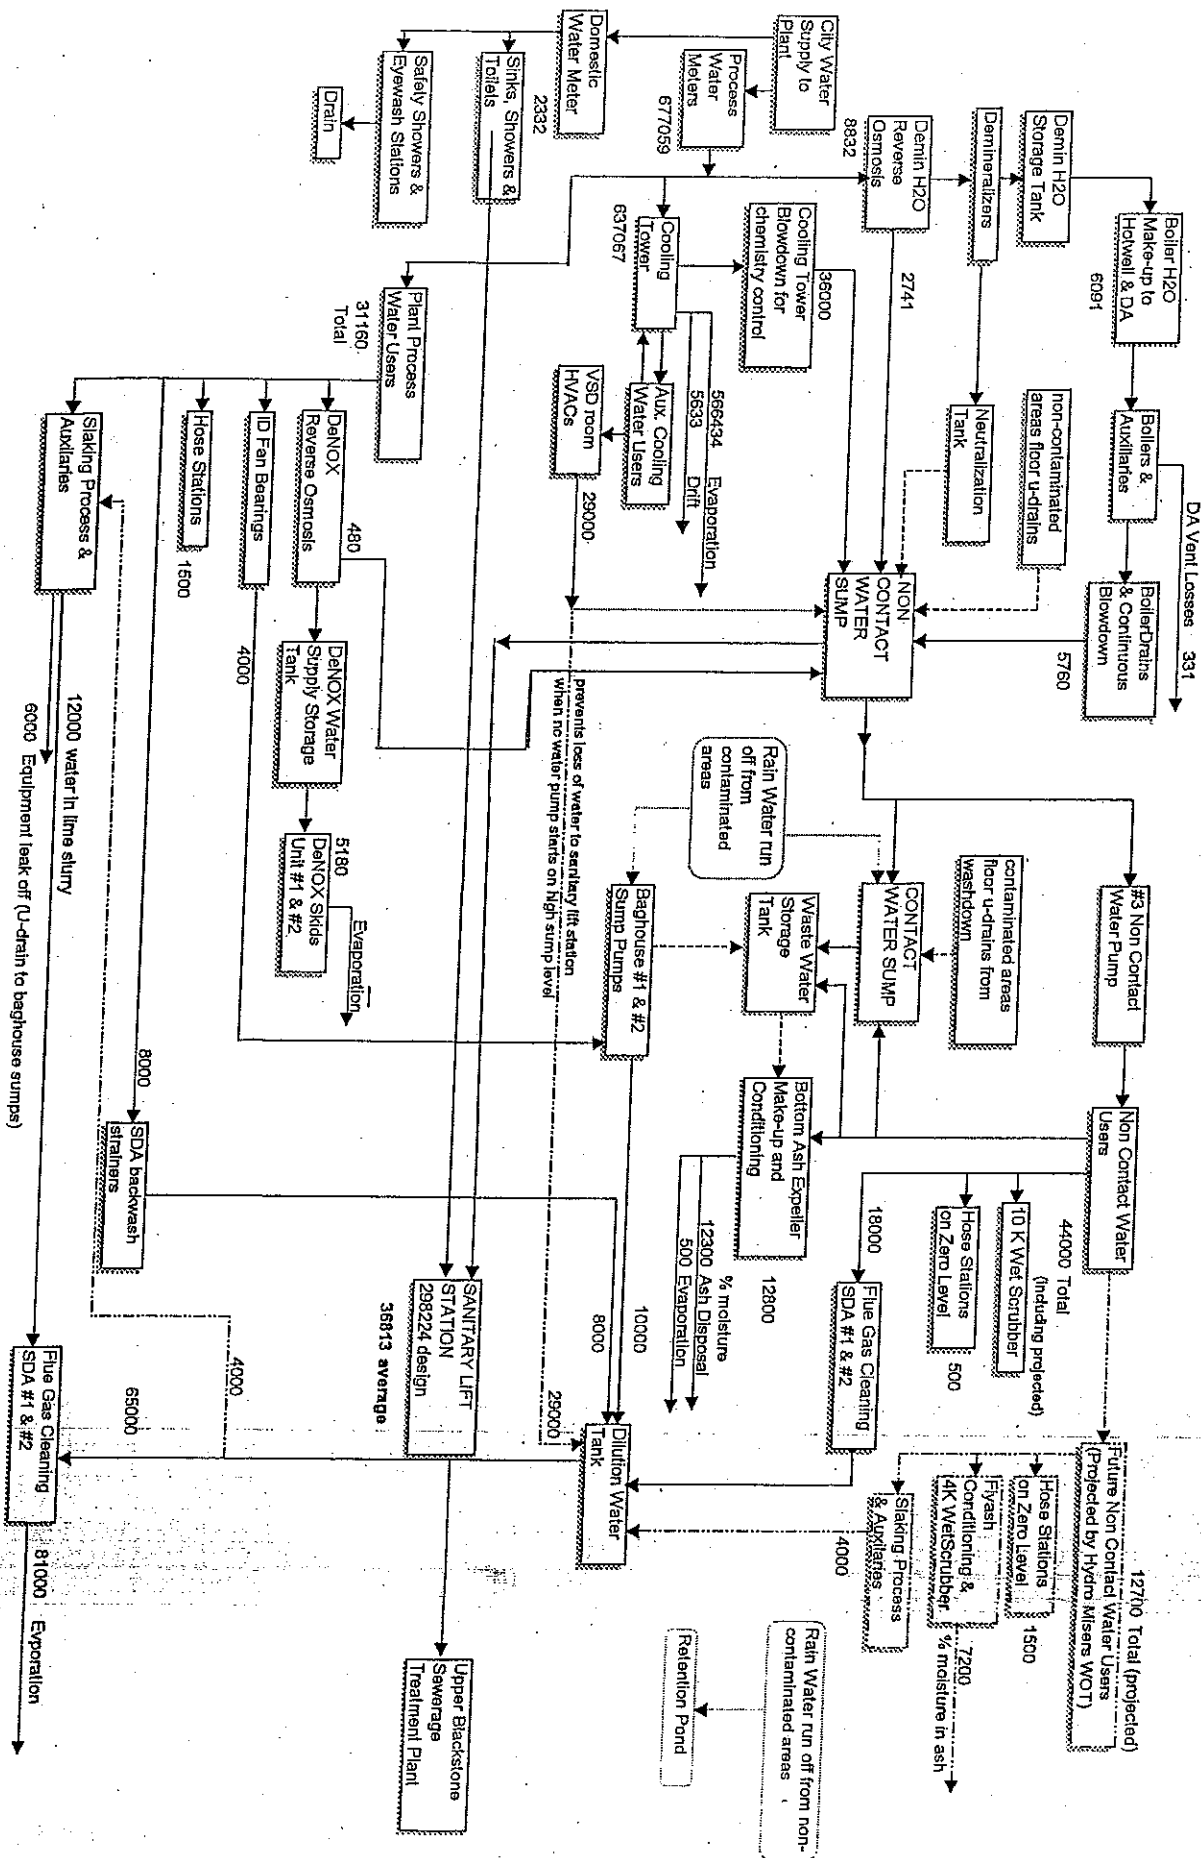 City Water
Supply to
Plant
Domestic
Water Meter
2332
Process
Water
Meters
677059
Sinks, Showers &
Toilets
Safety Showers &
Eyewash Stations
Drain
Demin H2O
Reverse
Osmosis
8832
Demineralizers
Demin H2O
Storage Tank
Boiler H2O
Make-up to
Hotwell & DA
6091
Boilers &
Auxiliaries
DA Vent Losses 331
BoilerDrains
& Continuous
Blowdown
5760
non-contaminated
areas floor u-drains
Neutralization
Tank
2741
Cooling Tower
Blowdown for
chemistry control
36000
Cooling
Tower
637067
566434 Evaporation
5633 Drift
Aux. Cooling
Water Users
VSD room
HVACs
29000
NON
CONTACT
WATER
SUMP
Plant Process
Water Users
31160
Total
DeNOX
Reverse Osmosis
480
ID Fan Bearings
4000
Hose Stations
1500
Slaking Process &
Auxilaries
12000 water in lime slurry
6000 Equipment leak off (U-drain to baghouse sumps)
DeNOX Water
Supply Storage
Tank
DeNOX Skids
Unit #1 & #2
5180
Evaporation
prevents loss of water to sanitary lift station
when no water pump starts on high sump level
Rain Water run
off from
contaminated
areas
#3 Non Contact
Water Pump
contaminated areas
floor u-drains from
washdown
CONTACT
WATER SUMP
Waste Water
Storage
Tank
Baghouse #1 & #2
Sump Pumps
10000
Non Contact Water
Users
44000 Total
(including projected)
10 K Wet Scrubber
Hose Stations
on Zero Level
500
18000
Flue Gas Cleaning
SDA #1 & #2
Bottom Ash Expeller
Make-up and
Conditioning
12800
% moisture
12300 Ash Disposal
500 Evaporation
8000
SDA backwash
strainers
8000
SANITARY LIFT
STATION
298224 design
36813 average
29000
Dilution Water
Tank
4000
65000
Flue Gas Cleaning
SDA #1 & #2
81000 Evporation
12700 Total (projected)
Future Non Contact Water Users
(Projected by Hydro Misers WOT)
Hose Stations
on Zero Level
1500
Flyash
Conditioning &
4K WetScrubber
7200
% moisture in ash
Slaking Process
& Auxilaries
4000
Rain Water run off from non-
contaminated areas
Retention Pond
Upper Blackstone
Sewerage
Treatment Plant